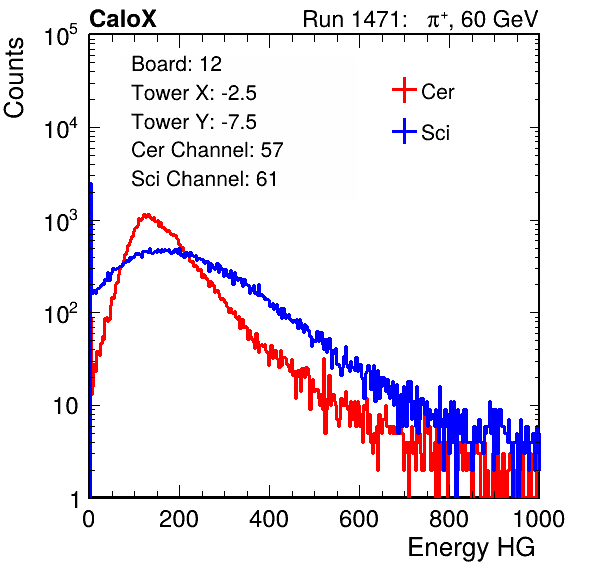 CaloX Run 1471: π⁺, 60 GeV
Counts
Board: 12
Tower X: -2.5
Tower Y: -7.5
Cer Channel: 57
Sci Channel: 61
Cer
Sci
10⁵
10⁴
10³
10²
10
1
0 200 400 600 800 1000
Energy HG